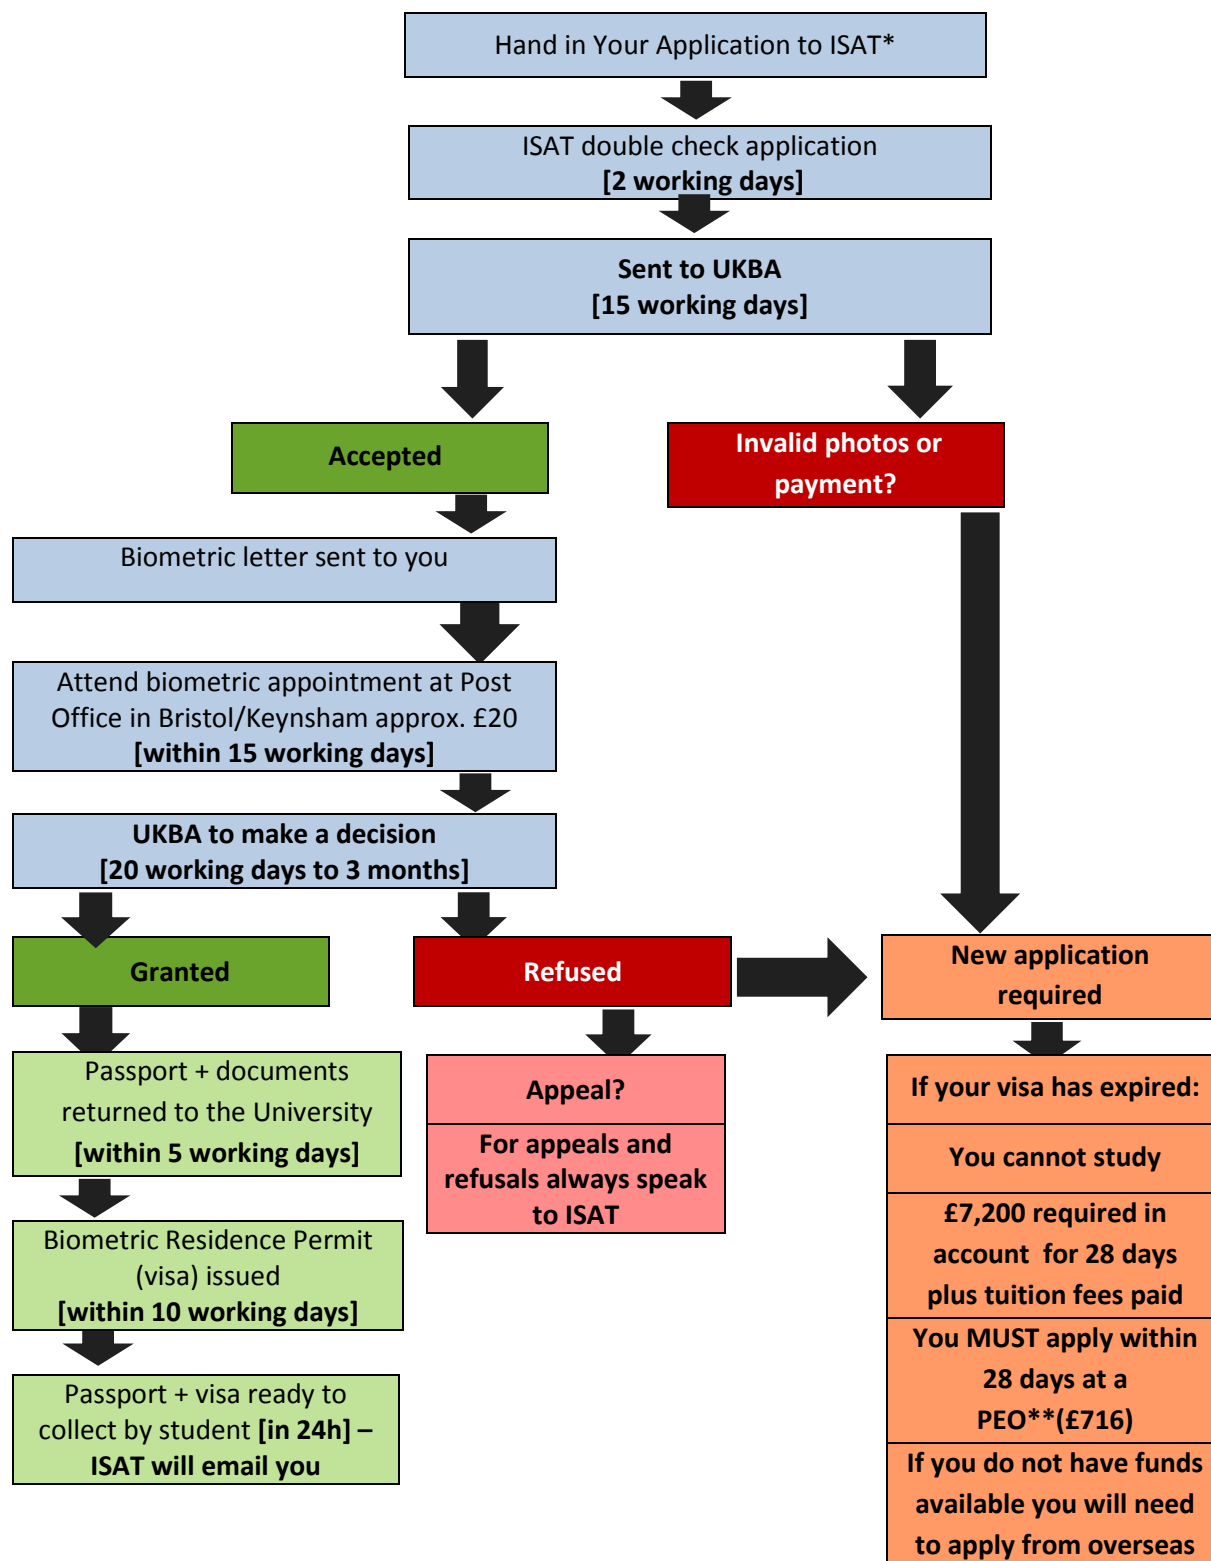 Hand in Your Application to ISAT*
ISAT double check application
[2 working days]
Sent to UKBA
[15 working days]
Accepted
Invalid photos or
payment?
Biometric letter sent to you
Attend biometric appointment at Post
Office in Bristol/Keynsham approx. £20
[within 15 working days]
UKBA to make a decision
[20 working days to 3 months]
Granted
Refused
New application
required
Passport + documents
returned to the University
[within 5 working days]
Biometric Residence Permit
(visa) issued
[within 10 working days]
Passport + visa ready to
collect by student [in 24h] –
ISAT will email you
Appeal?
For appeals and
refusals always speak
to ISAT
If your visa has expired:
You cannot study
£7,200 required in
account for 28 days
plus tuition fees paid
You MUST apply within
28 days at a
PEO**(£716)
If you do not have funds
available you will need
to apply from overseas